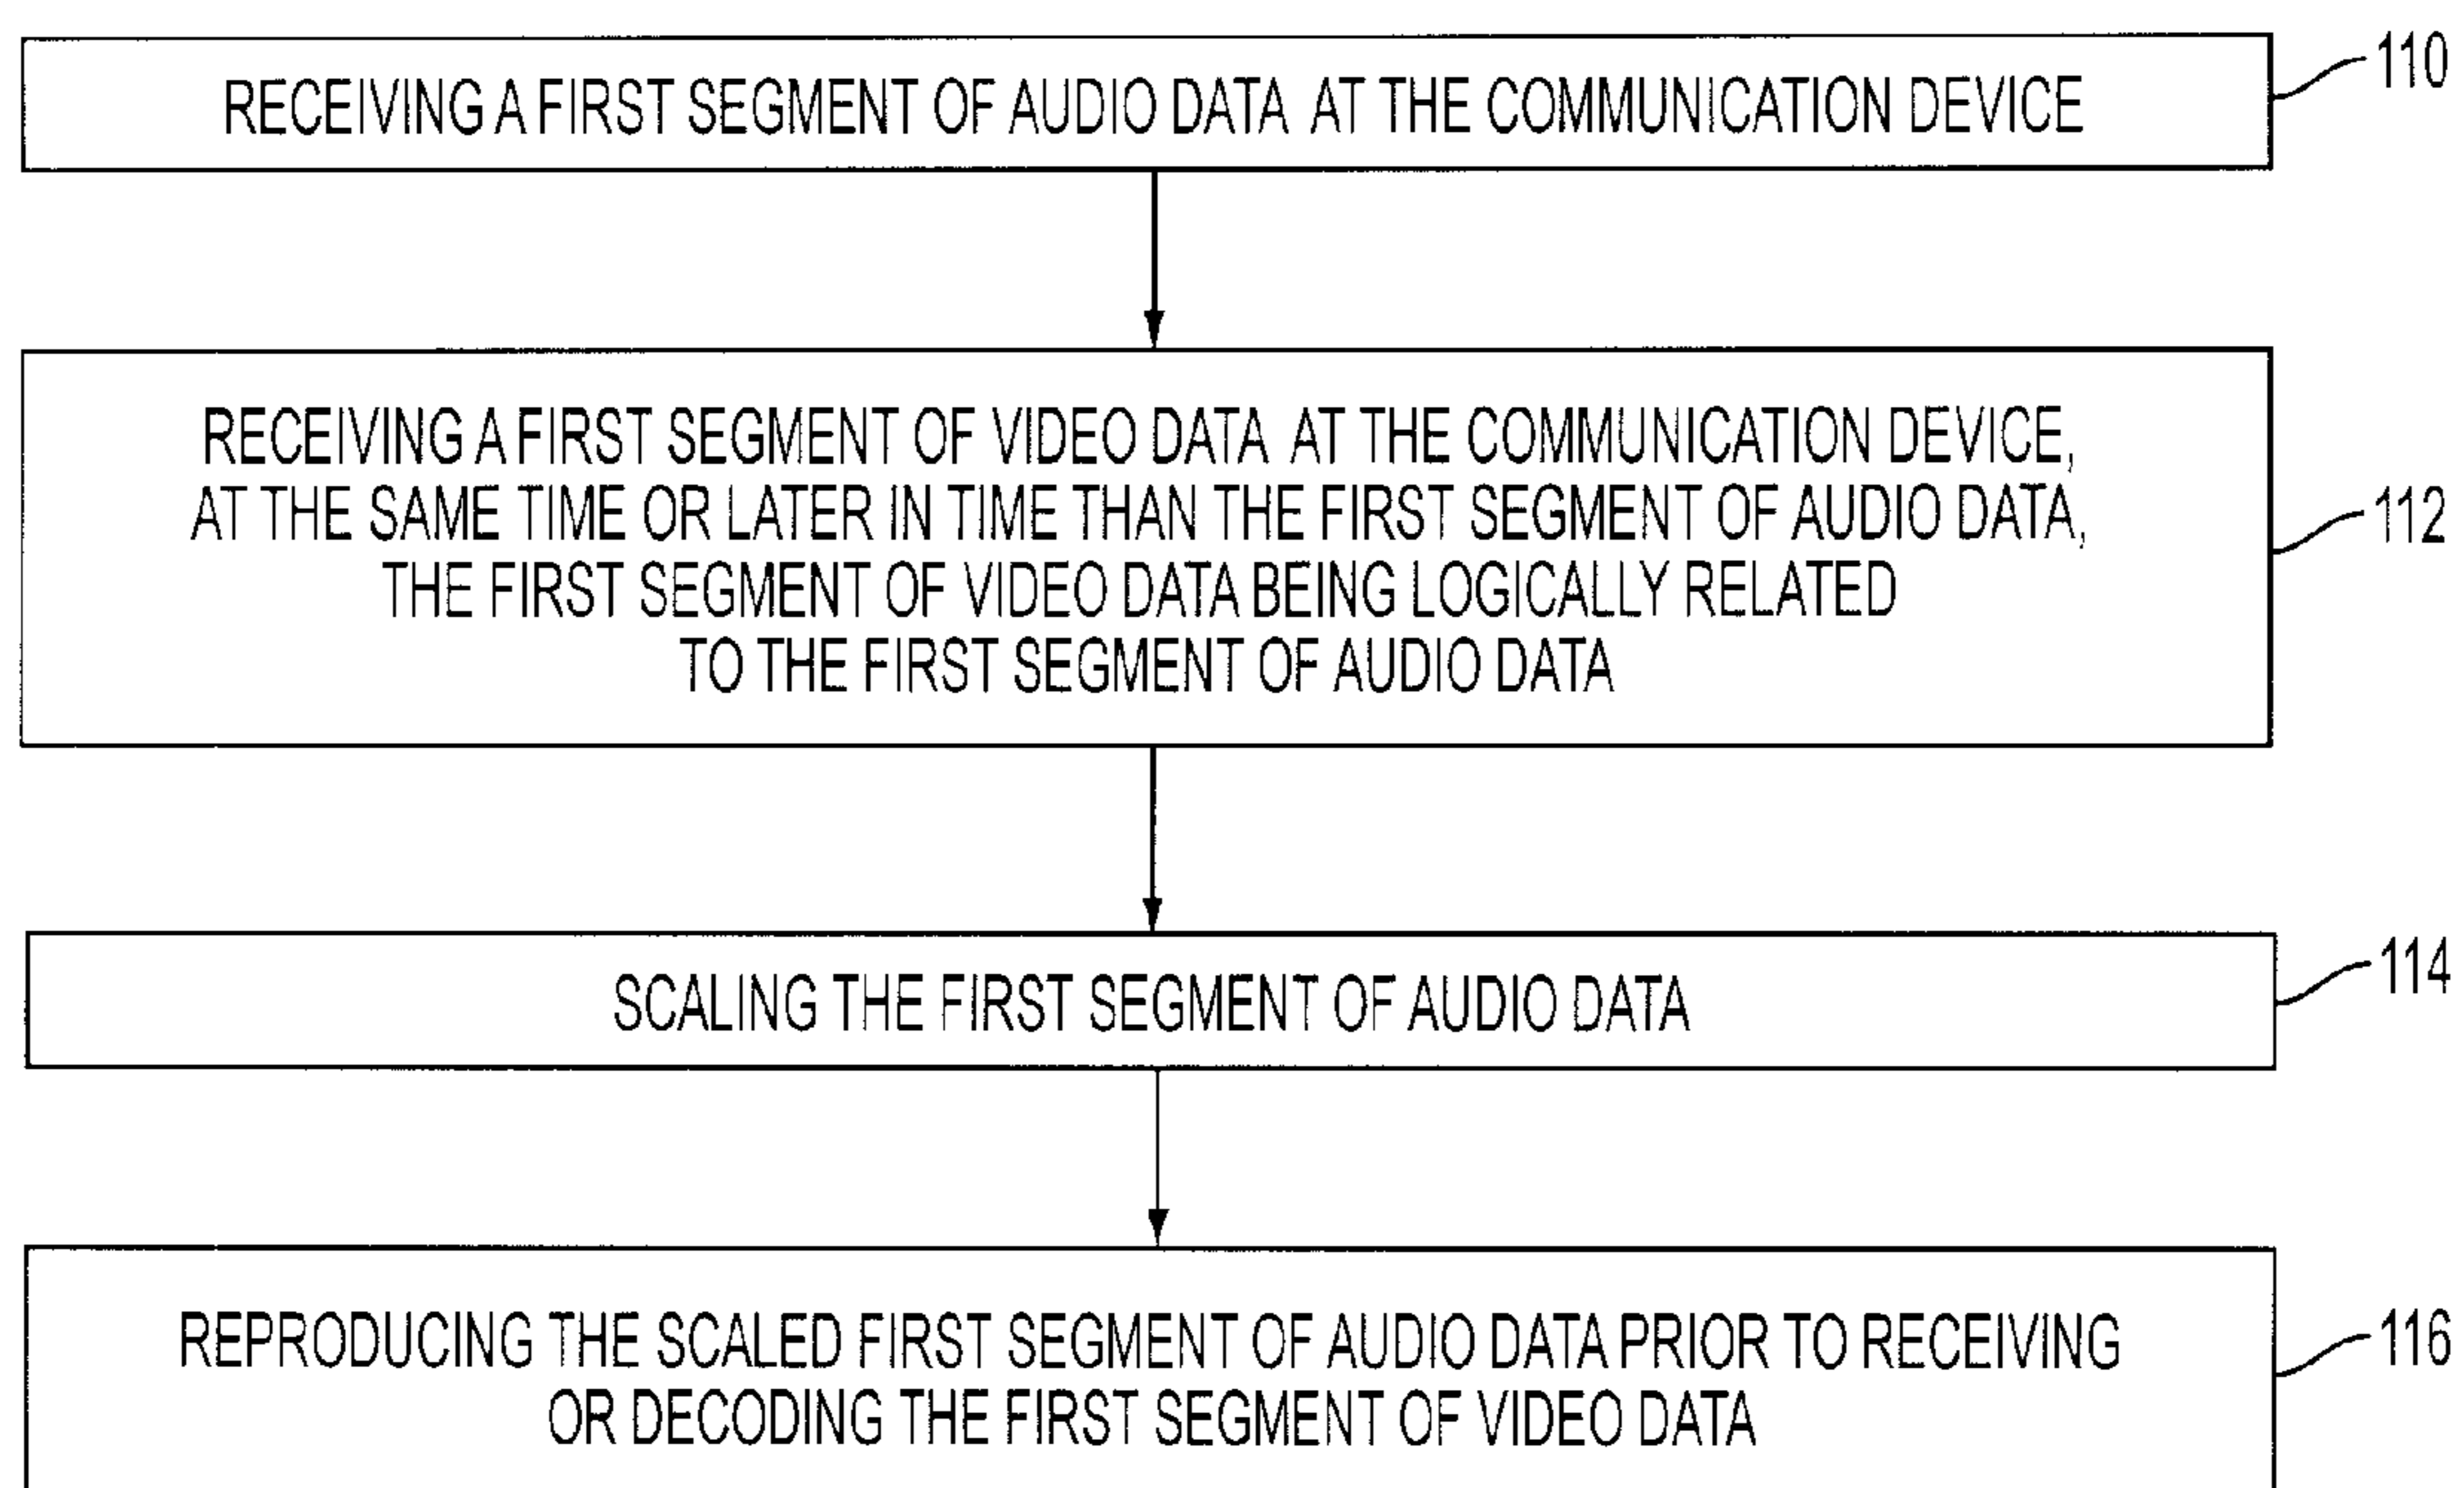 RECEIVING A FIRST SEGMENT OF AUDIO DATA AT THE COMMUNICATION DEVICE
110
RECEIVING A FIRST SEGMENT OF VIDEO DATA AT THE COMMUNICATION DEVICE,
AT THE SAME TIME OR LATER IN TIME THAN THE FIRST SEGMENT OF AUDIO DATA,
THE FIRST SEGMENT OF VIDEO DATA BEING LOGICALLY RELATED
TO THE FIRST SEGMENT OF AUDIO DATA
112
SCALING THE FIRST SEGMENT OF AUDIO DATA
114
REPRODUCING THE SCALED FIRST SEGMENT OF AUDIO DATA PRIOR TO RECEIVING
OR DECODING THE FIRST SEGMENT OF VIDEO DATA
116